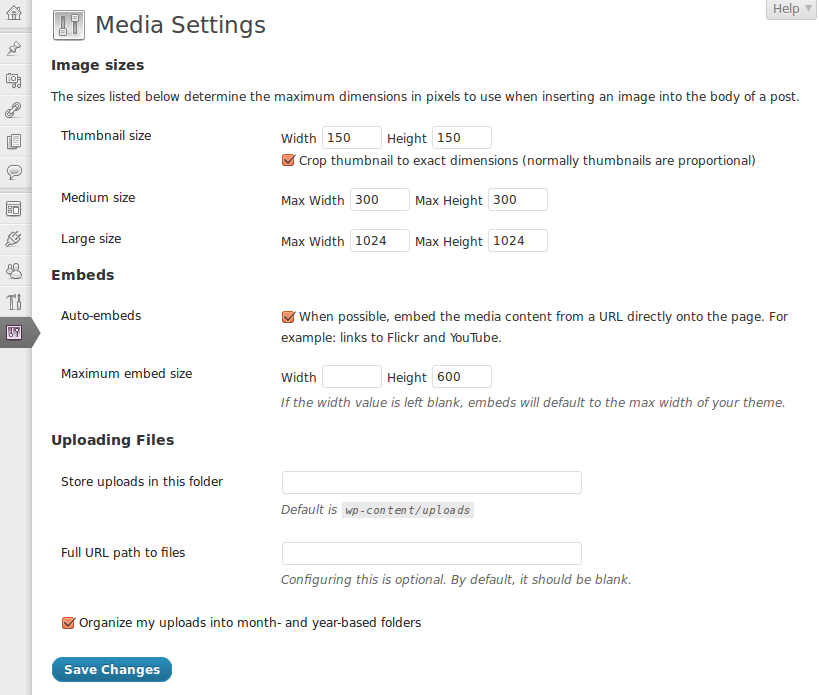 Help
Media Settings
Image sizes
The sizes listed below determine the maximum dimensions in pixels to use when inserting an image into the body of a post.
Thumbnail size
Width 150 Height 150
Crop thumbnail to exact dimensions (normally thumbnails are proportional)
Medium size
Max Width 300 Max Height 300
Large size
Max Width 1024 Max Height 1024
Embeds
Auto-embeds
When possible, embed the media content from a URL directly onto the page. For
example: links to Flickr and YouTube.
Maximum embed size
Width Height 600
If the width value is left blank, embeds will default to the max width of your theme.
Uploading Files
Store uploads in this folder
Default is wp-content/uploads
Full URL path to files
Configuring this is optional. By default, it should be blank.
Organize my uploads into month- and year-based folders
Save Changes